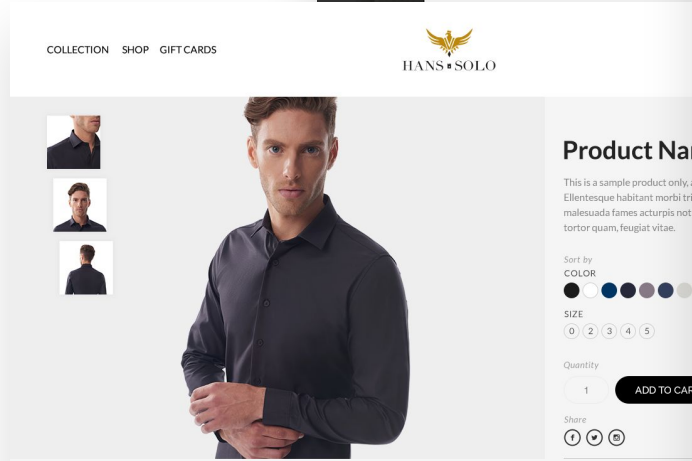 COLLECTION SHOP GIFT CARDS
HANS SOLO
Product Na
This is a sample product only,
Ellentesque habitant morbi tri
malesuada fames acturpis not
tortor quam, feugiat vitae.
Sort by
COLOR
SIZE
0 2 3 4 5
Quantity
1 ADD TO CAR
Share